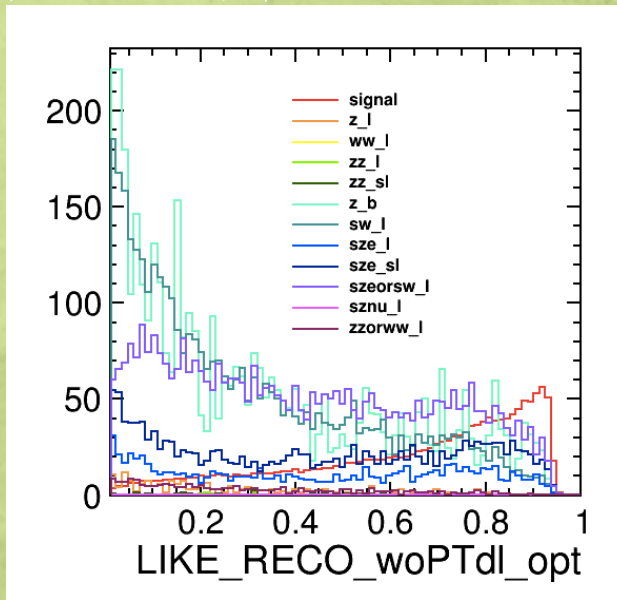 200
150
100
50
0
signal
z_l
ww_l
zz_l
zz_sl
z_b
sw_l
sze_l
sze_sl
szeorsw_l
sznu_l
zzorww_l
0.2 0.4 0.6 0.8 1
LIKE_RECO_woPTdl_opt